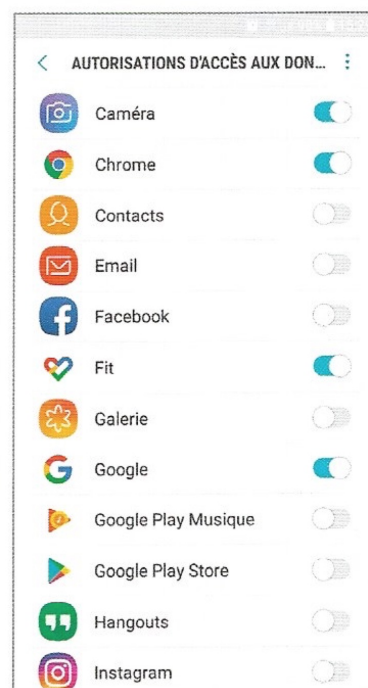 AUTORISATIONS D'ACCÈS AUX DON...
Caméra
Chrome
Contacts
Email
Facebook
Fit
Galerie
Google
Google Play Musique
Google Play Store
Hangouts
Instagram